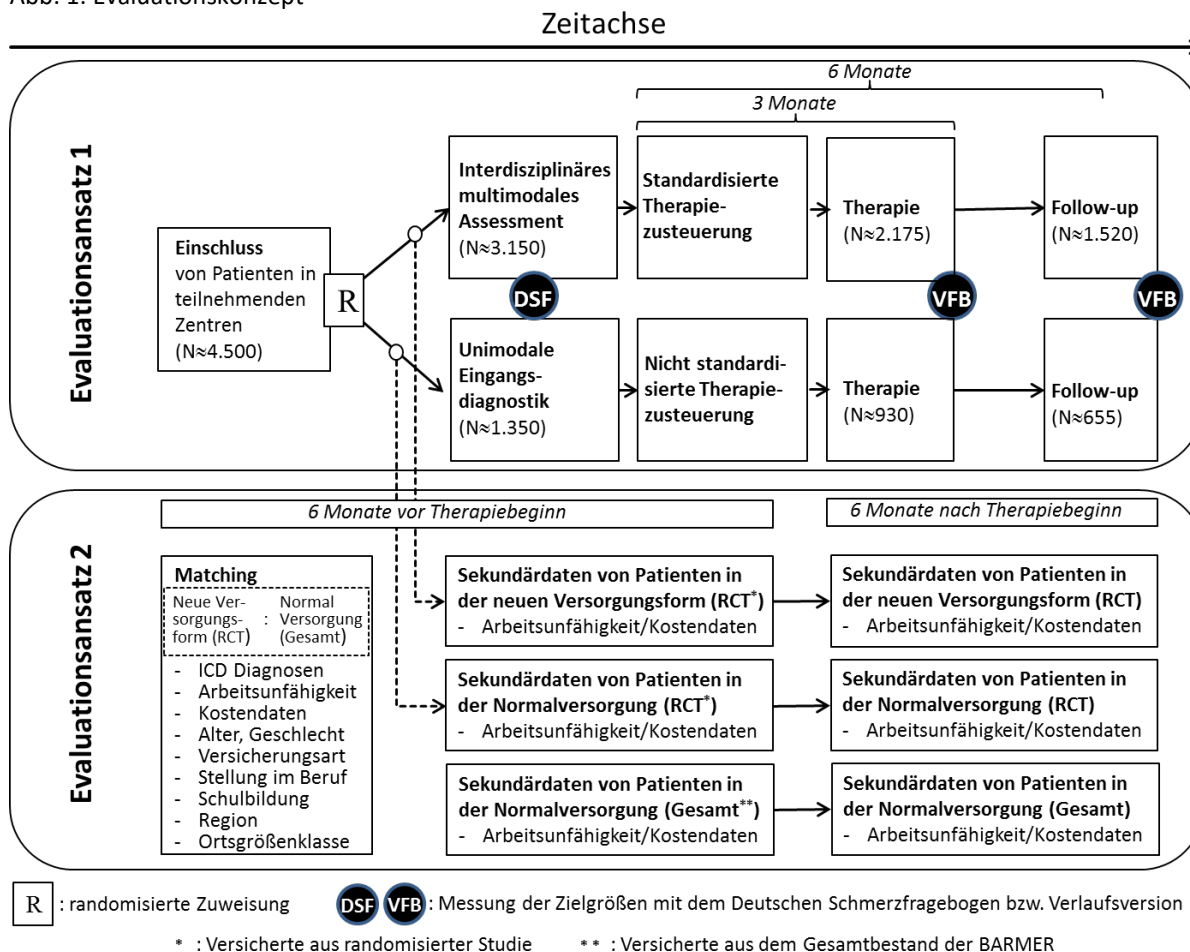 Abb. 1: Evaluationskonzept
Zeitachse
Evaluationsansatz 1
6 Monate
3 Monate
Einschluss
von Patienten in
teilnehmenden
Zentren
(N≈4.500)
R
Interdisziplinäres
multimodales
Assessment
(N≈3.150)
Standardisierte
Therapie-
zusteuerung
Therapie
(N≈2.175)
Follow-up
(N≈1.520)
DSF
VFB
VFB
Unimodale
Eingangs-
diagnostik
(N≈1.350)
Nicht standardi-
sierte Therapie-
zusteuerung
Therapie
(N≈930)
Follow-up
(N≈655)
Evaluationsansatz 2
6 Monate vor Therapiebeginn
6 Monate nach Therapiebeginn
Matching
Neue Ver-
sorgungs-
form (RCT)
:
Normal
Versorgung
(Gesamt)
- ICD Diagnosen
- Arbeitsunfähigkeit
- Kostendaten
- Alter, Geschlecht
- Versicherungsart
- Stellung im Beruf
- Schulbildung
- Region
- Ortsgrößenklasse
Sekundärdaten von Patienten in
der neuen Versorgungsform (RCT*)
- Arbeitsunfähigkeit/Kostendaten
Sekundärdaten von Patienten in
der neuen Versorgungsform (RCT)
- Arbeitsunfähigkeit/Kostendaten
Sekundärdaten von Patienten in
der Normalversorgung (RCT*)
- Arbeitsunfähigkeit/Kostendaten
Sekundärdaten von Patienten in
der Normalversorgung (RCT)
- Arbeitsunfähigkeit/Kostendaten
Sekundärdaten von Patienten in
der Normalversorgung (Gesamt**)
- Arbeitsunfähigkeit/Kostendaten
Sekundärdaten von Patienten in
der Normalversorgung (Gesamt)
- Arbeitsunfähigkeit/Kostendaten
R : randomisierte Zuweisung
DSF VFB : Messung der Zielgrößen mit dem Deutschen Schmerzfragebogen bzw. Verlaufsversion
* : Versicherte aus randomisierter Studie
** : Versicherte aus dem Gesamtbestand der BARMER